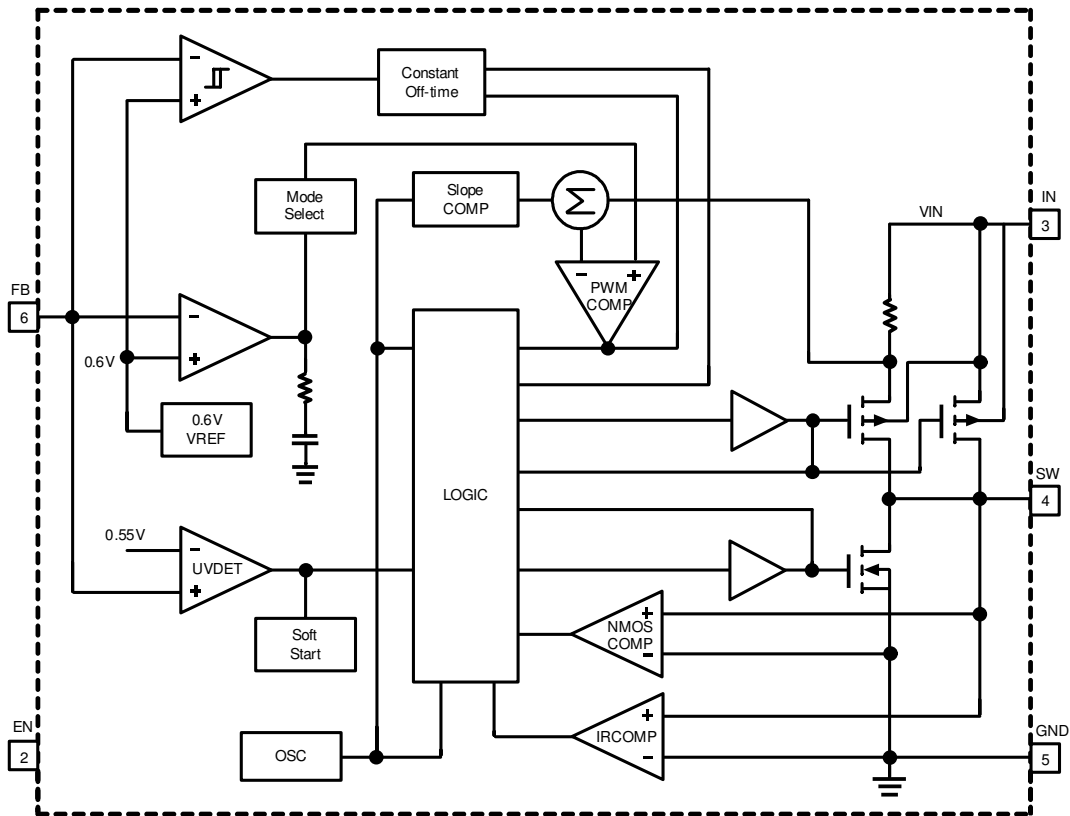 -
+
Constant
Off-time
Mode
Select
Slope
COMP
Σ
IN
3
VIN
-
+
PWM
COMP
FB
6
-
+
0.6V
0.6V
VREF
LOGIC
SW
4
0.55V
-
+
UVDET
Soft
Start
+
-
NMOS
COMP
EN
2
OSC
+
-
IRCOMP
GND
5